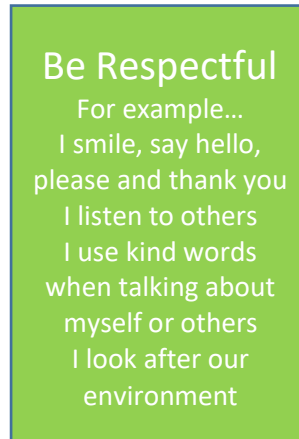 Be Respectful
For example…
I smile, say hello,
please and thank you
I listen to others
I use kind words
when talking about
myself or others
I look after our
environment